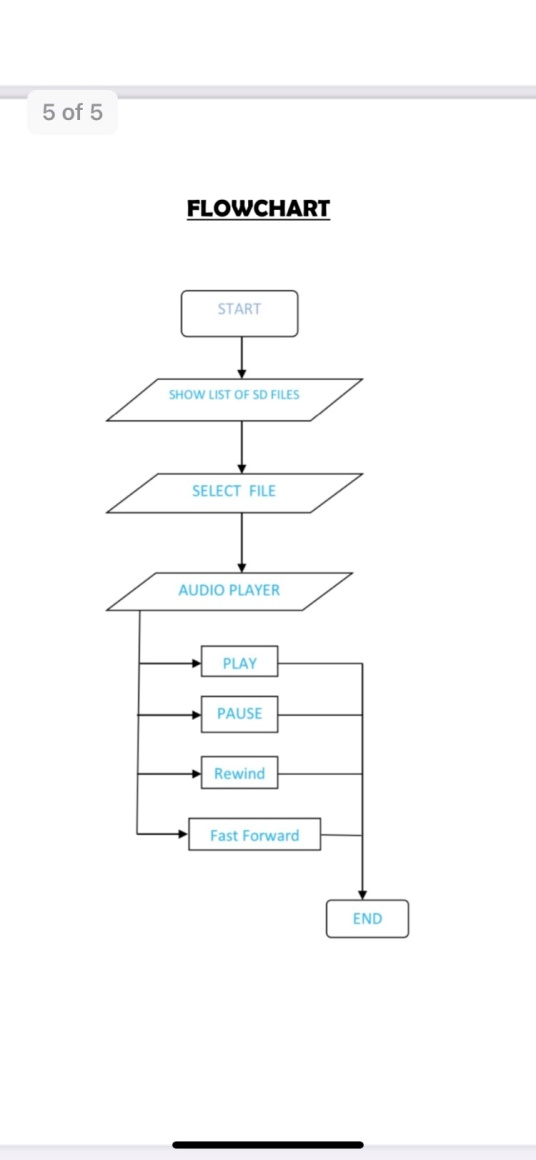 5 of 5
FLOWCHART
START
SHOW LIST OF SD FILES
SELECT FILE
AUDIO PLAYER
PLAY
PAUSE
Rewind
Fast Forward
END